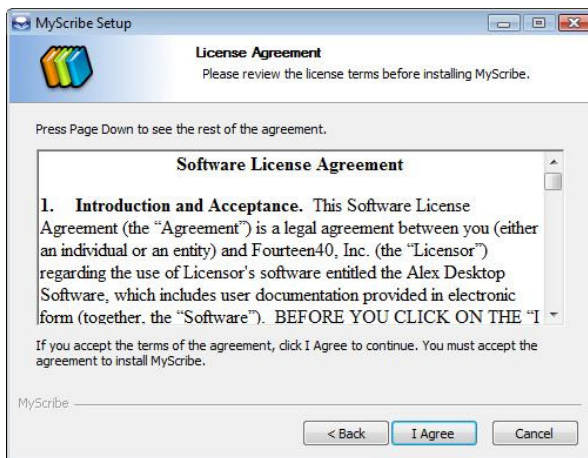 MyScribe Setup
License Agreement
Please review the license terms before installing MyScribe.
Press Page Down to see the rest of the agreement.
Software License Agreement
1. Introduction and Acceptance. This Software License
Agreement (the “Agreement”) is a legal agreement between you (either
an individual or an entity) and Fourteen40, Inc. (the “Licensor”)
regarding the use of Licensor's software entitled the Alex Desktop
Software, which includes user documentation provided in electronic
form (together, the “Software”). BEFORE YOU CLICK ON THE “I
If you accept the terms of the agreement, click I Agree to continue. You must accept the
agreement to install MyScribe.
MyScribe
< Back I Agree Cancel